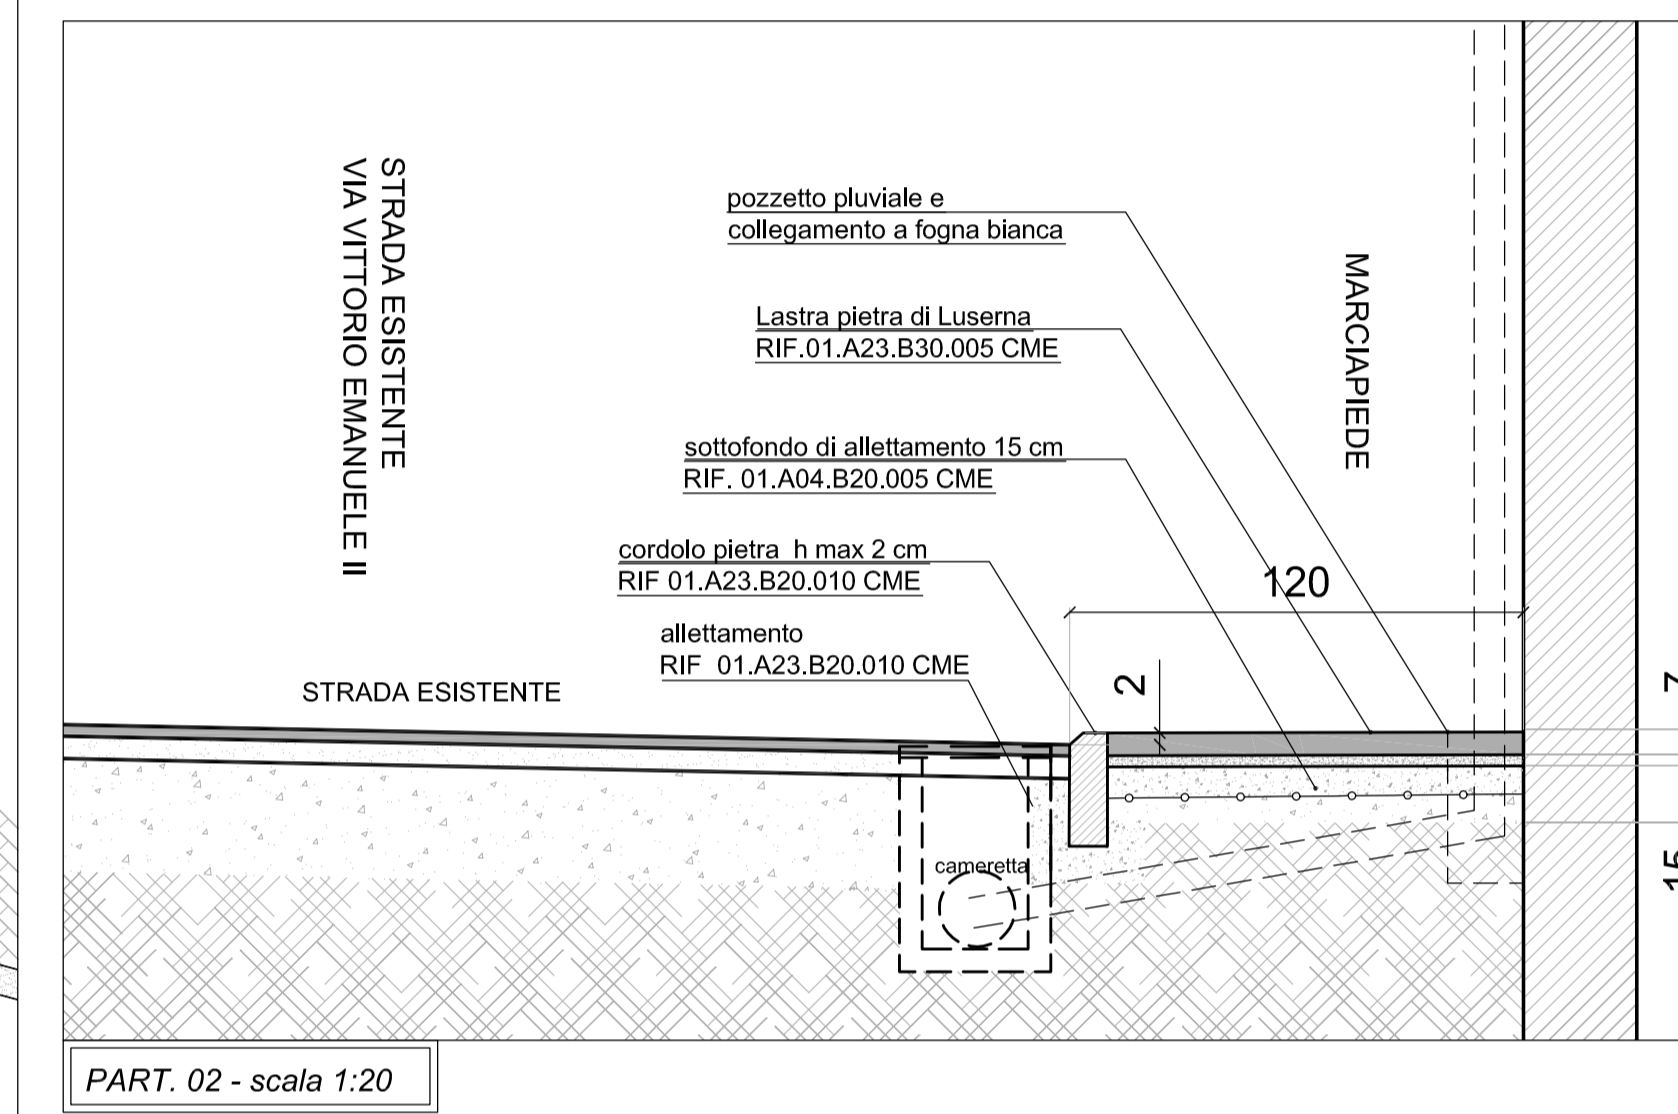 STRADA ESISTENTE
VIA VITTORIO EMANUELE II
pozzetto pluviale e
collegamento a fogna bianca
Lastra pietra di Luserna
RIF.01.A23.B30.005 CME
sottofondo di allettamento 15 cm
RIF. 01.A04.B20.005 CME
cordolo pietra  h max 2 cm
RIF 01.A23.B20.010 CME
allettamento
RIF  01.A23.B20.010 CME
MARCIAPIEDE
120
2
STRADA ESISTENTE
cameretta
7
15
PART. 02 - scala 1:20